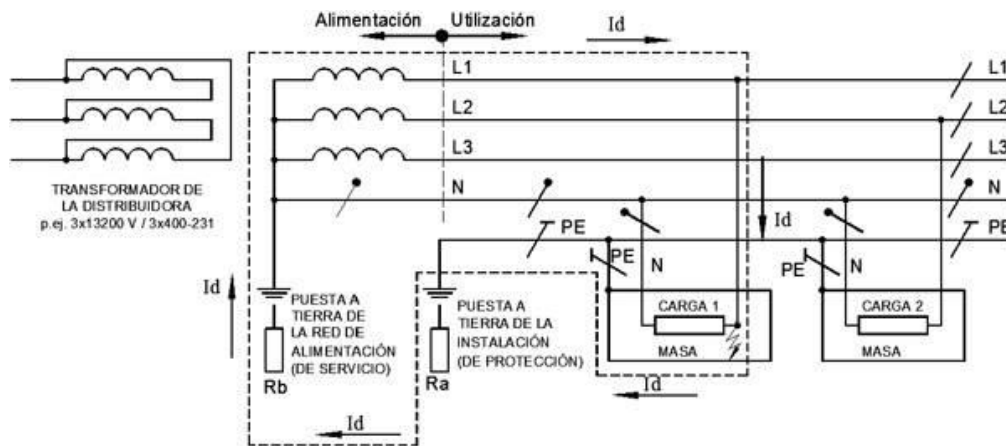 Alimentación Utilización
Id
L1
L1
L2
L2
L3
L3
N
N
TRANSFORMADOR DE
LA DISTRIBUIDORA
p.ej. 3x13200 V / 3x400-231
PE
PE
Id
PE
N
PE
N
Id
PUESTA A
TIERRA DE
LA RED DE
ALIMENTACIÓN
(DE SERVICIO)
Rb
PUESTA A
TIERRA DE LA
INSTALACIÓN
(DE PROTECCIÓN)
Ra
CARGA 1
MASA
CARGA 2
MASA
Id
Id